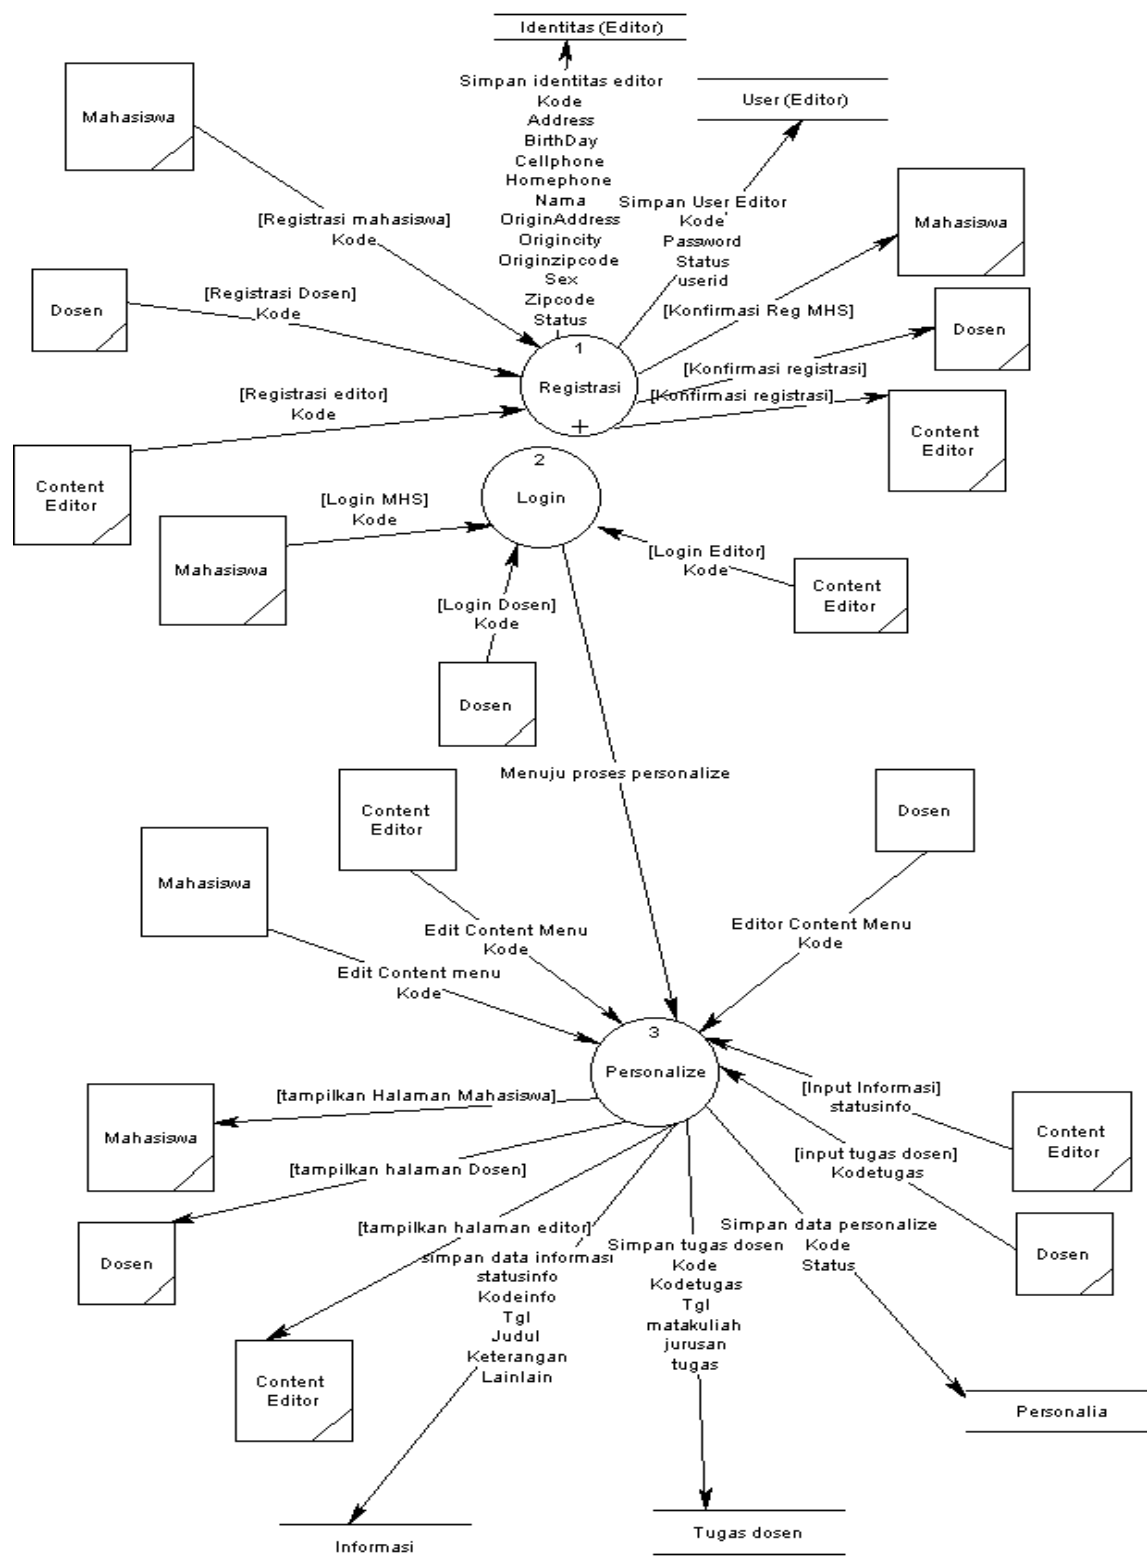 Identitas (Editor)
Simpan identitas editor
Kode
Address
BirthDay
Cellphone
Homephone
Nama
OriginAddress
Origincity
Originzipcode
Sex
Zipcode
Status
User (Editor)
Simpan User Editor
Kode
Password
Status
userid
Mahasiswa
[Registrasi mahasiswa]
Kode
Dosen
[Registrasi Dosen]
Kode
Content
Editor
[Registrasi editor]
Kode
1
Registrasi
+
[Konfirmasi Reg MHS]
Mahasiswa
[Konfirmasi registrasi]
Dosen
[Konfirmasi registrasi]
Content
Editor
2
Login
[Login MHS]
Kode
Mahasiswa
[Login Dosen]
Kode
Dosen
[Login Editor]
Kode
Content
Editor
Menuju proses personalize
Content
Editor
Edit Content Menu
Kode
Mahasiswa
Edit Content menu
Kode
Dosen
Editor Content Menu
Kode
3
Personalize
[tampilkan Halaman Mahasiswa]
Mahasiswa
[tampilkan halaman Dosen]
Dosen
[tampilkan halaman editor]
Content
Editor
simpan data informasi
statusinfo
Kodeinfo
Tgl
Judul
Keterangan
Lainlain
Informasi
Simpan tugas dosen
Kode
Kodetugas
Tgl
matakuliah
jurusan
tugas
Tugas dosen
Simpan data personalize
Kode
Status
Personalia
[Input Informasi]
statusinfo
Content
Editor
[input tugas dosen]
Kodetugas
Dosen